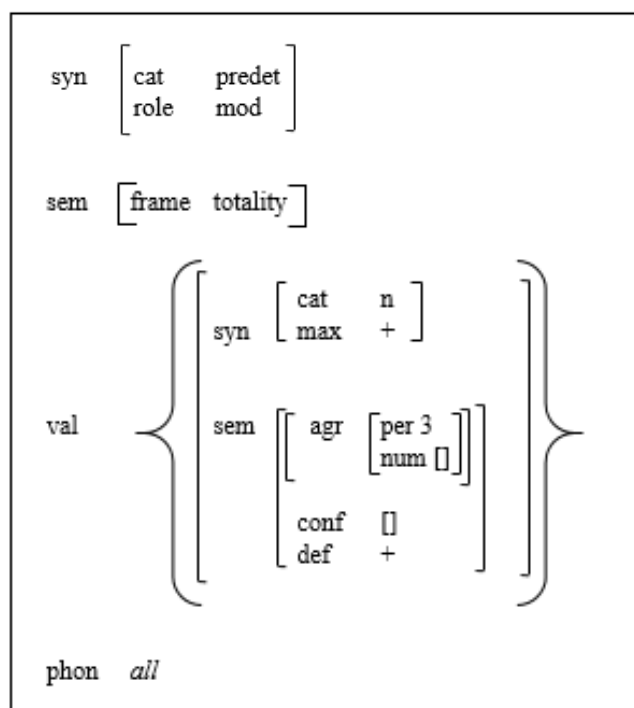 syn [ cat predet
role mod ]
sem [ frame totality ]
syn [ cat n
max + ]
val { [ sem [ [ agr [ per 3
num [] ] ]
conf []
def + ] ] }
phon all